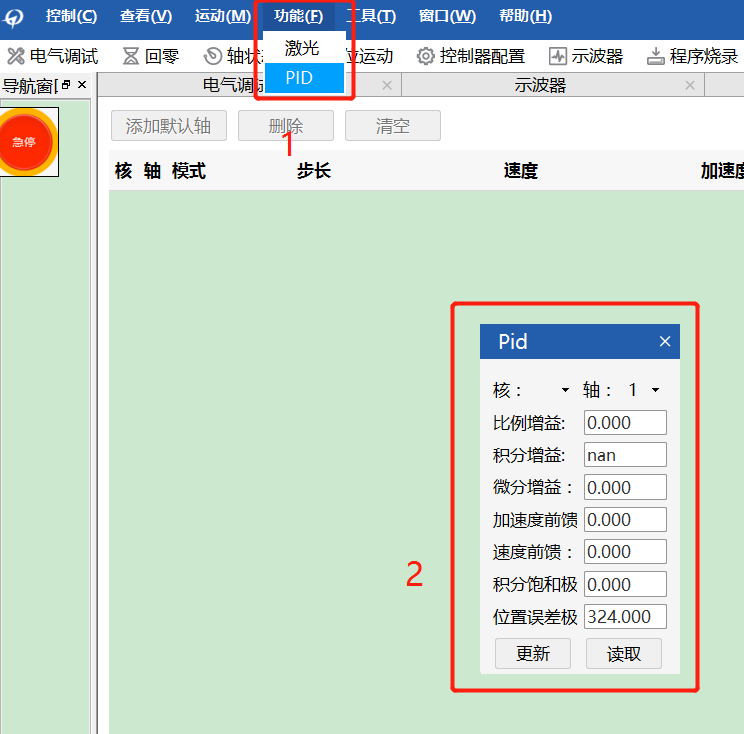 控制(C) 查看(V) 运动(M) 功能(F) 工具(T) 窗口(W) 帮助(H)
激光
电气调试 回零 轴状 位运动 控制器配置 示波器 程序烧录
PID
导航窗 电气调试 示波器
急停
添加默认轴 删除 清空
1
核 轴 模式 步长 速度 加速度
Pid
核： 轴： 1
比例增益: 0.000
积分增益: nan
微分增益： 0.000
加速度前馈 0.000
速度前馈： 0.000
2
积分饱和极 0.000
位置误差极 324.000
更新 读取